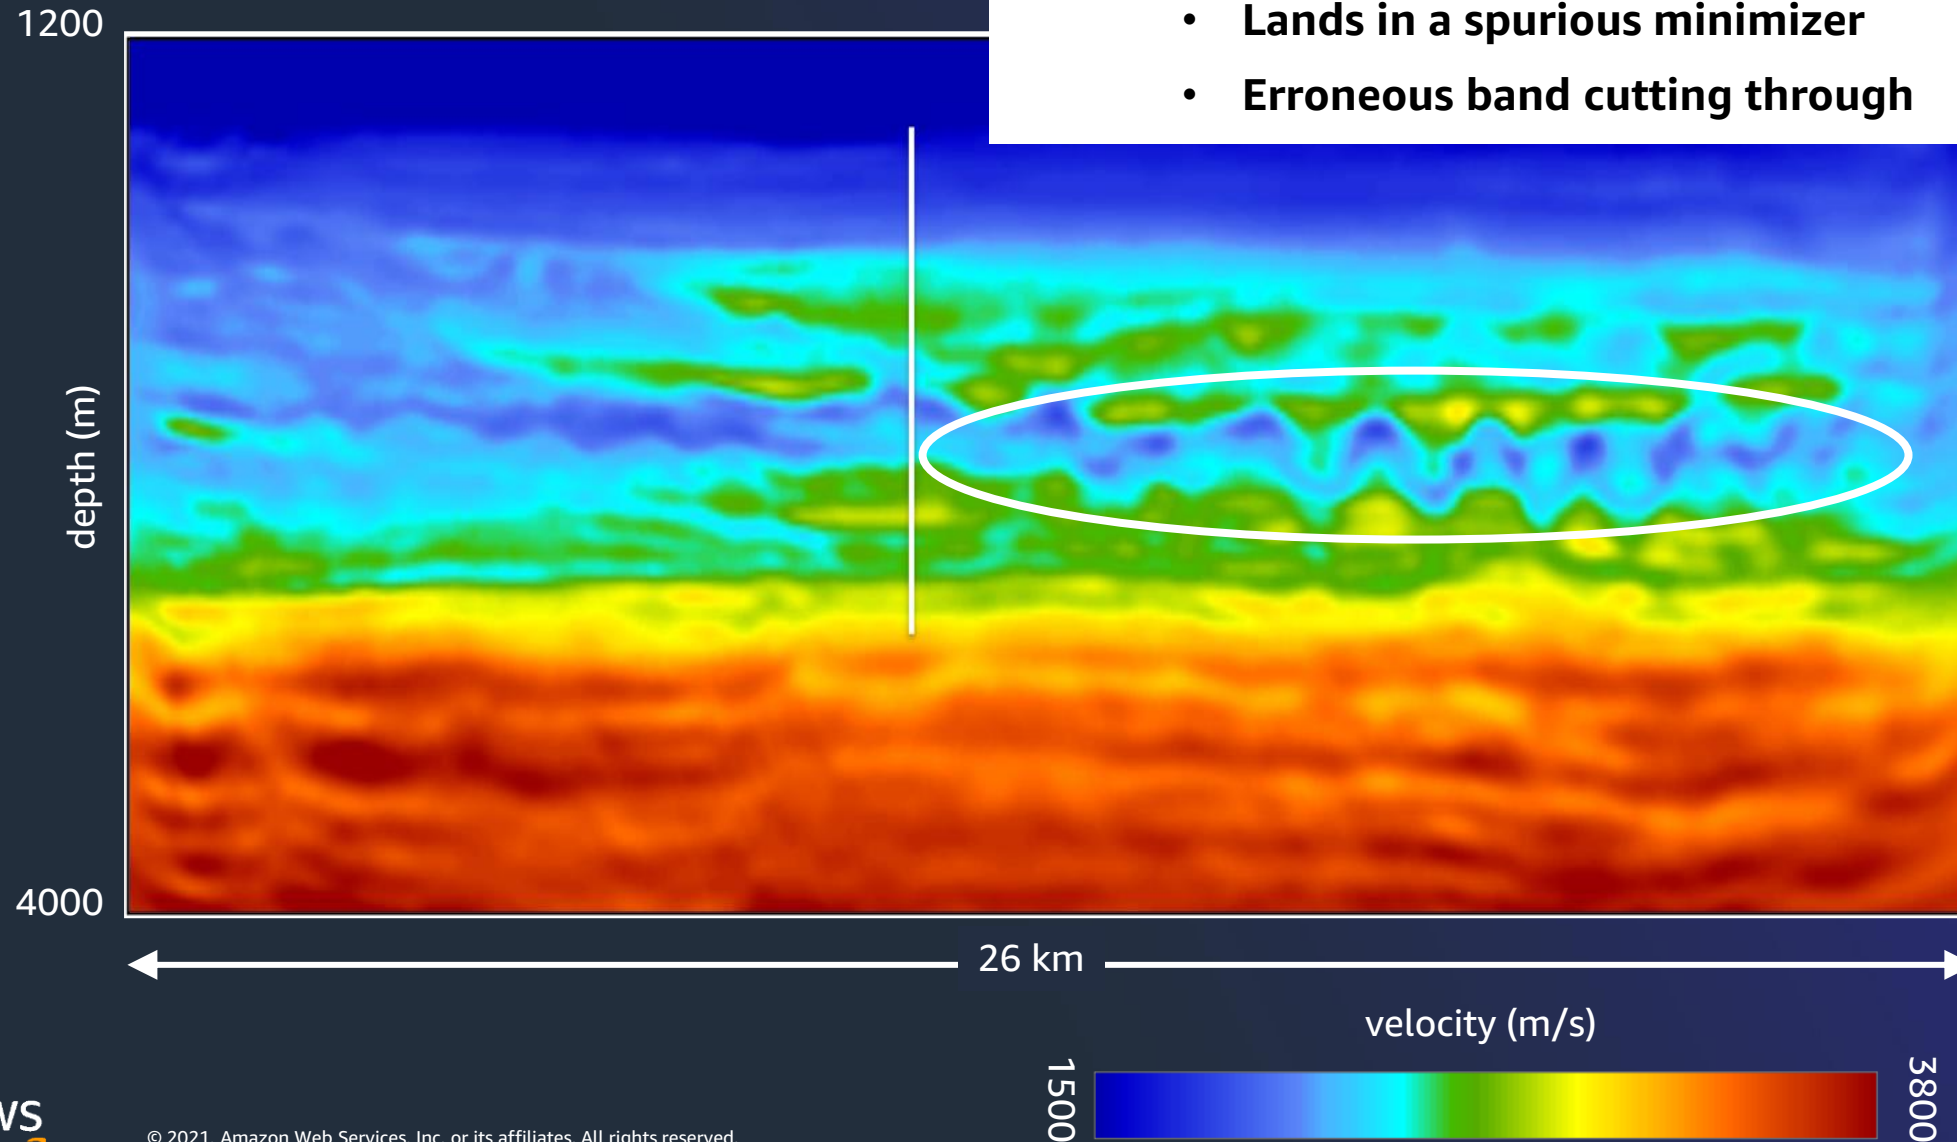 1200
• Lands in a spurious minimizer
• Erroneous band cutting through
depth (m)
4000
26 km
velocity (m/s)
1500
3800
© 2021, Amazon Web Services, Inc. or its affiliates. All rights reserved.